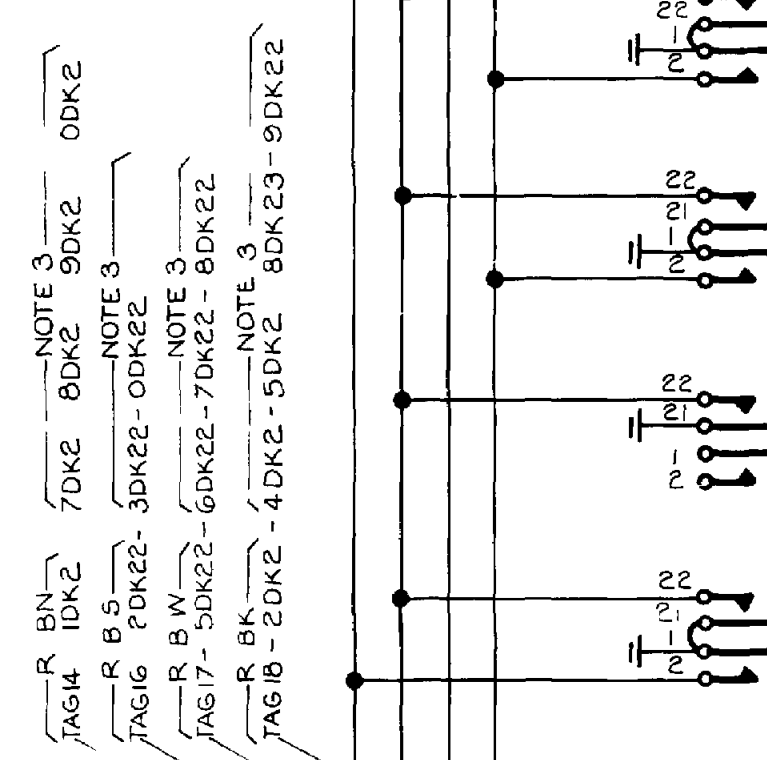 R BN NOTE 3
TAG14 1DK2 7DK2 8DK2 9DK2 0DK2
R BS NOTE 3
TAG16 2DK22- 3DK22-0DK22
R BW NOTE 3
TAG17- 5DK22-6DK22-7DK22-8DK22
R BK NOTE 3
TAG18-2DK2-4DK2-5DK2 8DK23-9DK22
22
1
2
22
21
1
2
22
21
1
2
22
21
1
2